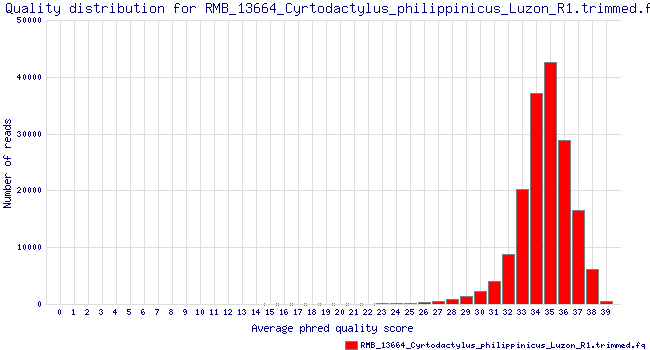 Quality distribution for RMB_13664_Cyrtodactylus_philippinicus_Luzon_R1.trimmed.f
50000
40000
30000
20000
10000
0
Number of reads
0 1 2 3 4 5 6 7 8 9 10 11 12 13 14 15 16 17 18 19 20 21 22 23 24 25 26 27 28 29 30 31 32 33 34 35 36 37 38 39
Average phred quality score
RMB_13664_Cyrtodactylus_philippinicus_Luzon_R1.trimmed.fq